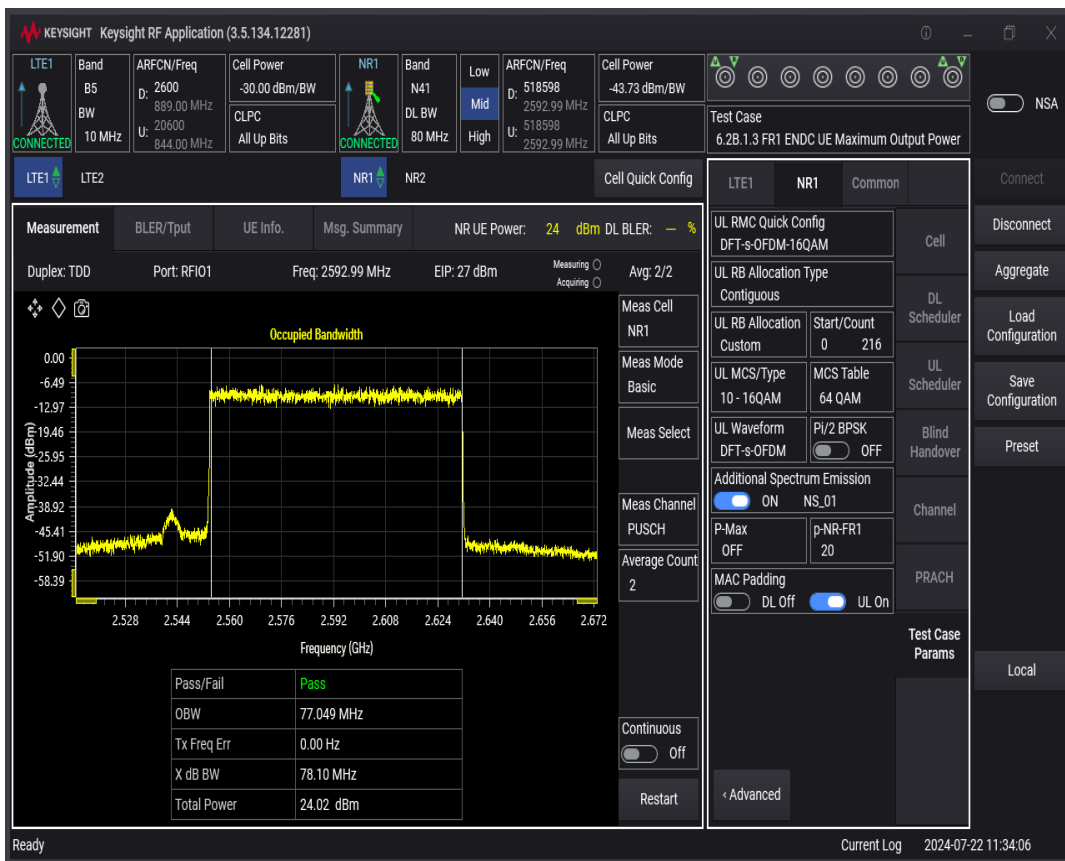 KEYSIGHT Keysight RF Application (3.5.134.12281)
LTE1
CONNECTED
Band
B5
BW
10 MHz
ARFCN/Freq
D: 2600
889.00 MHz
U: 20600
844.00 MHz
Cell Power
-30.00 dBm/BW
CLPC
All Up Bits
NR1
CONNECTED
Band
N41
DL BW
80 MHz
Low
Mid
High
ARFCN/Freq
D: 518598
2592.99 MHz
U: 518598
2592.99 MHz
Cell Power
-43.73 dBm/BW
CLPC
All Up Bits
Test Case
6.2B.1.3 FR1 ENDC UE Maximum Output Power
NSA
LTE1 LTE2
NR1 NR2
Cell Quick Config
Measurement BLER/Tput UE Info. Msg. Summary NR UE Power: 24 dBm DL BLER: — %
Duplex: TDD Port: RFIO1 Freq: 2592.99 MHz EIP: 27 dBm Measuring Avg: 2/2
Acquiring
Occupied Bandwidth
Amplitude (dBm)
0.00
-6.49
-12.97
-19.46
-25.95
-32.44
-38.92
-45.41
-51.90
-58.39
2.528 2.544 2.560 2.576 2.592 2.608 2.624 2.640 2.656 2.672
Frequency (GHz)
Pass/Fail Pass
OBW 77.049 MHz
Tx Freq Err 0.00 Hz
X dB BW 78.10 MHz
Total Power 24.02 dBm
Meas Cell
NR1
Meas Mode
Basic
Meas Select
Meas Channel
PUSCH
Average Count
2
Continuous
Off
Restart
LTE1 NR1 Common
UL RMC Quick Config
DFT-s-OFDM-16QAM
UL RB Allocation Type
Contiguous
UL RB Allocation Start/Count
Custom 0 216
UL MCS/Type MCS Table
10 - 16QAM 64 QAM
UL Waveform Pi/2 BPSK
DFT-s-OFDM OFF
Additional Spectrum Emission
ON NS_01
P-Max p-NR-FR1
OFF 20
MAC Padding
DL Off UL On
‹ Advanced
Cell
DL
Scheduler
UL
Scheduler
Blind
Handover
Channel
PRACH
Test Case
Params
Connect
Disconnect
Aggregate
Load
Configuration
Save
Configuration
Preset
Local
Ready Current Log 2024-07-22 11:34:06